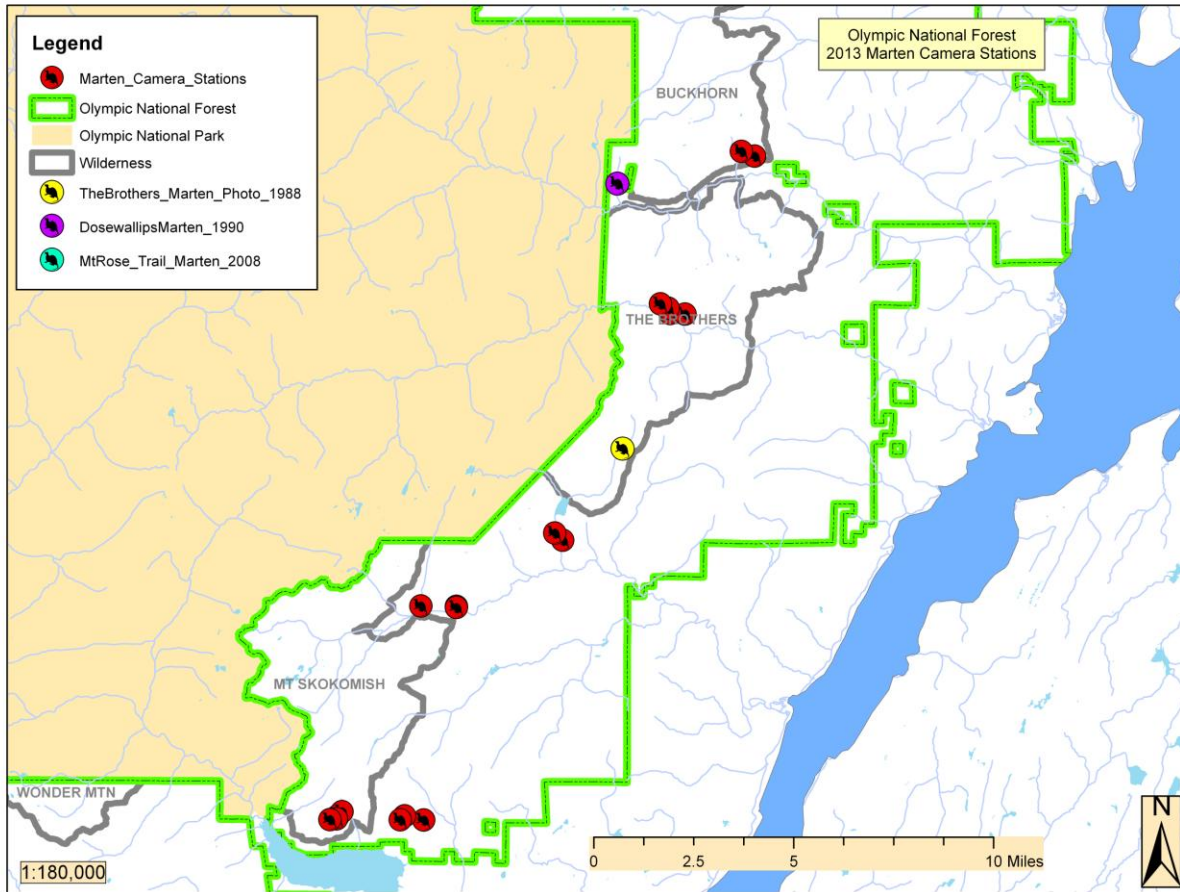 Legend
Marten_Camera_Stations
Olympic National Forest
Olympic National Park
Wilderness
TheBrothers_Marten_Photo_1988
DosewallipsMarten_1990
MtRose_Trail_Marten_2008
Olympic National Forest
2013 Marten Camera Stations
BUCKHORN
THE BROTHERS
MT SKOKOMISH
WONDER MTN
1:180,000
0 2.5 5 10 Miles
N